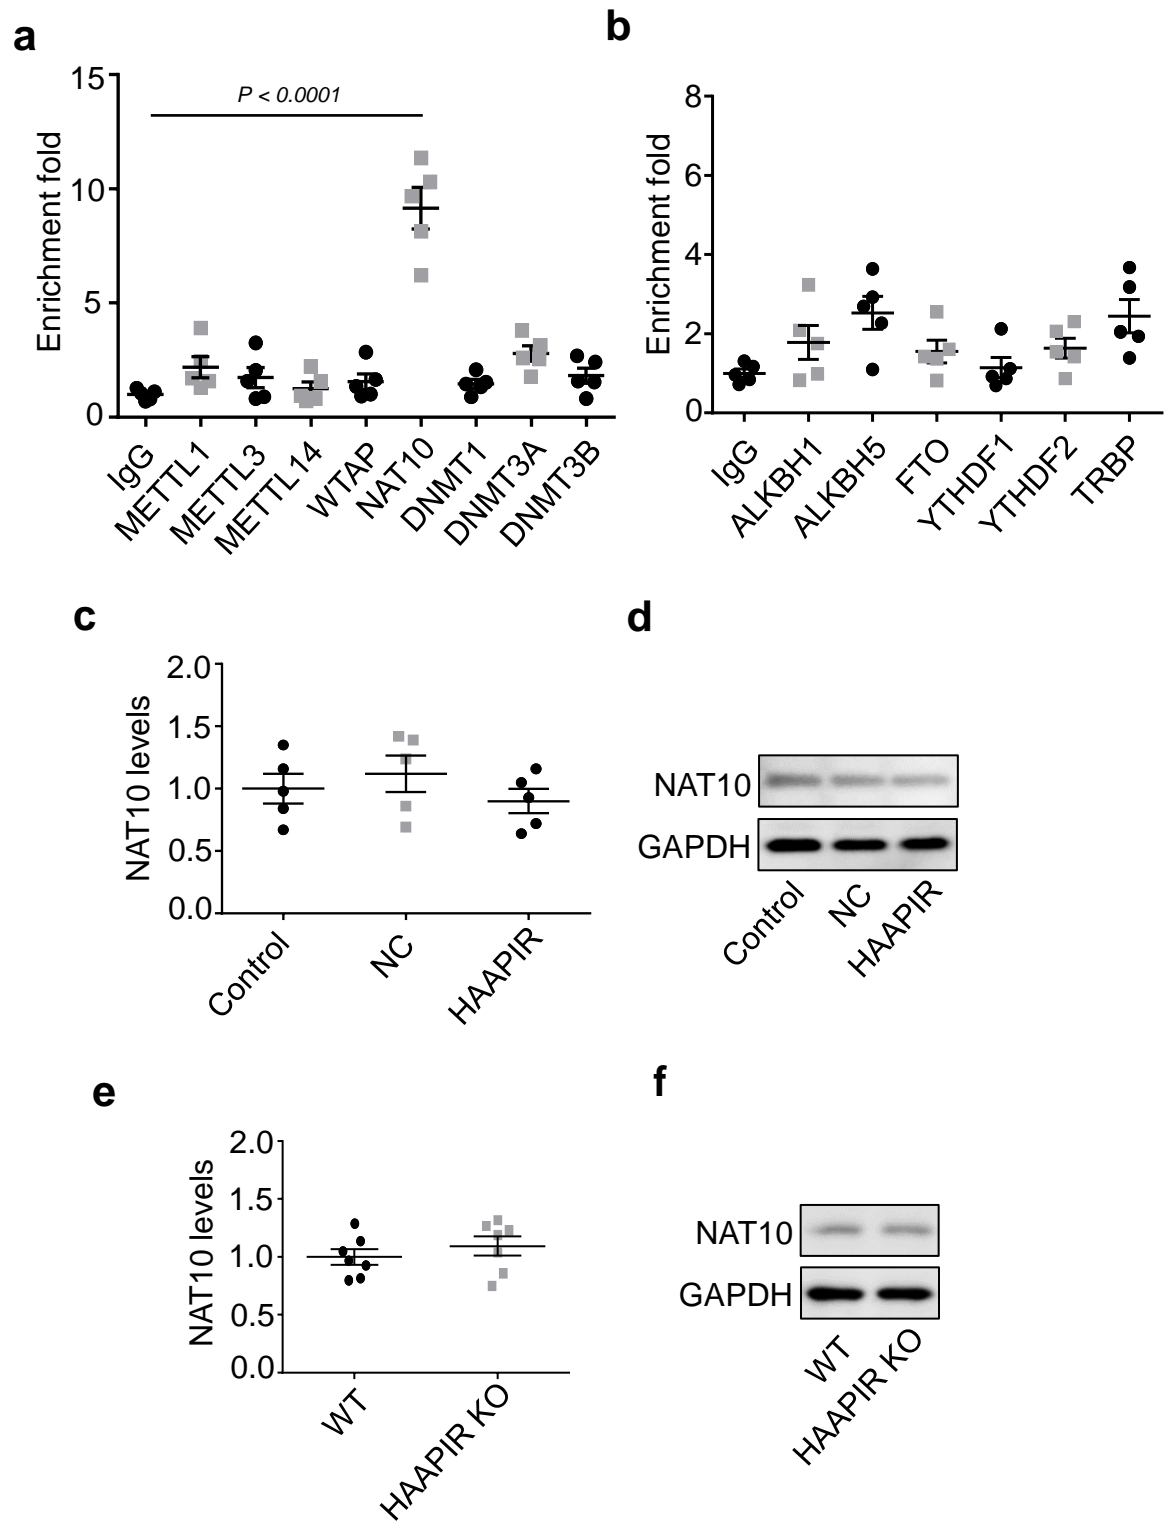 a
Enrichment fold
15
10
5
0
P < 0.0001
IgG
METTL1
METTL3
METTL14
WTAP
NAT10
DNMT1
DNMT3A
DNMT3B
b
Enrichment fold
8
6
4
2
0
IgG
ALKBH1
ALKBH5
FTO
YTHDF1
YTHDF2
TRBP
c
NAT10 levels
2.0
1.5
1.0
0.5
0.0
Control
NC
HAAPIR
d
NAT10
GAPDH
Control
NC
HAAPIR
e
NAT10 levels
2.0
1.5
1.0
0.5
0.0
WT
HAAPIR KO
f
NAT10
GAPDH
WT
HAAPIR KO